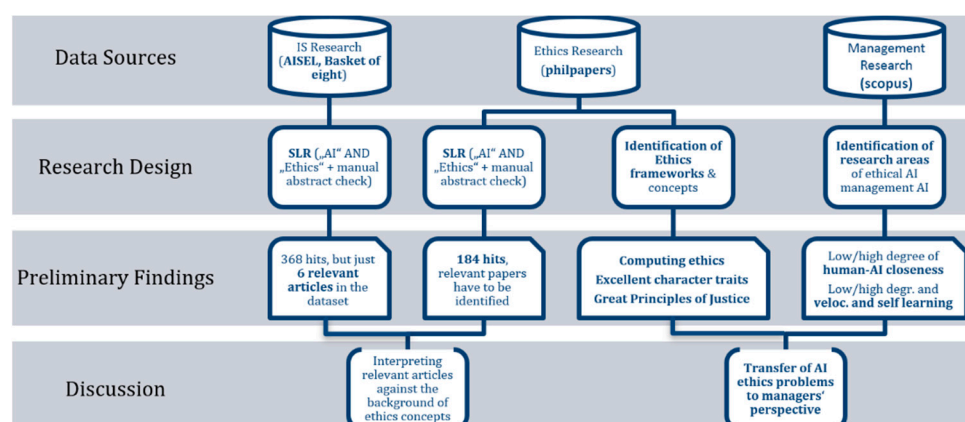 Data Sources
IS Research
(AISEL, Basket of
eight)
Ethics Research
(philpapers)
Management
Research
(scopus)
Research Design
SLR („AI“ AND
„Ethics“ + manual
abstract check)
SLR („AI“ AND
„Ethics“ + manual
abstract check)
Identification of
Ethics
frameworks &
concepts
Identification of
research areas
of ethical AI
management AI
Preliminary Findings
368 hits, but just
6 relevant
articles in the
dataset
184 hits,
relevant papers
have to be
identified
Computing ethics
Excellent character traits
Great Principles of Justice
Low/high degree of
human-AI closeness
Low/high degr. and
veloc. and self learning
Discussion
Interpreting
relevant articles
against the
background of
ethics concepts
Transfer of AI
ethics problems
to managers‘
perspective